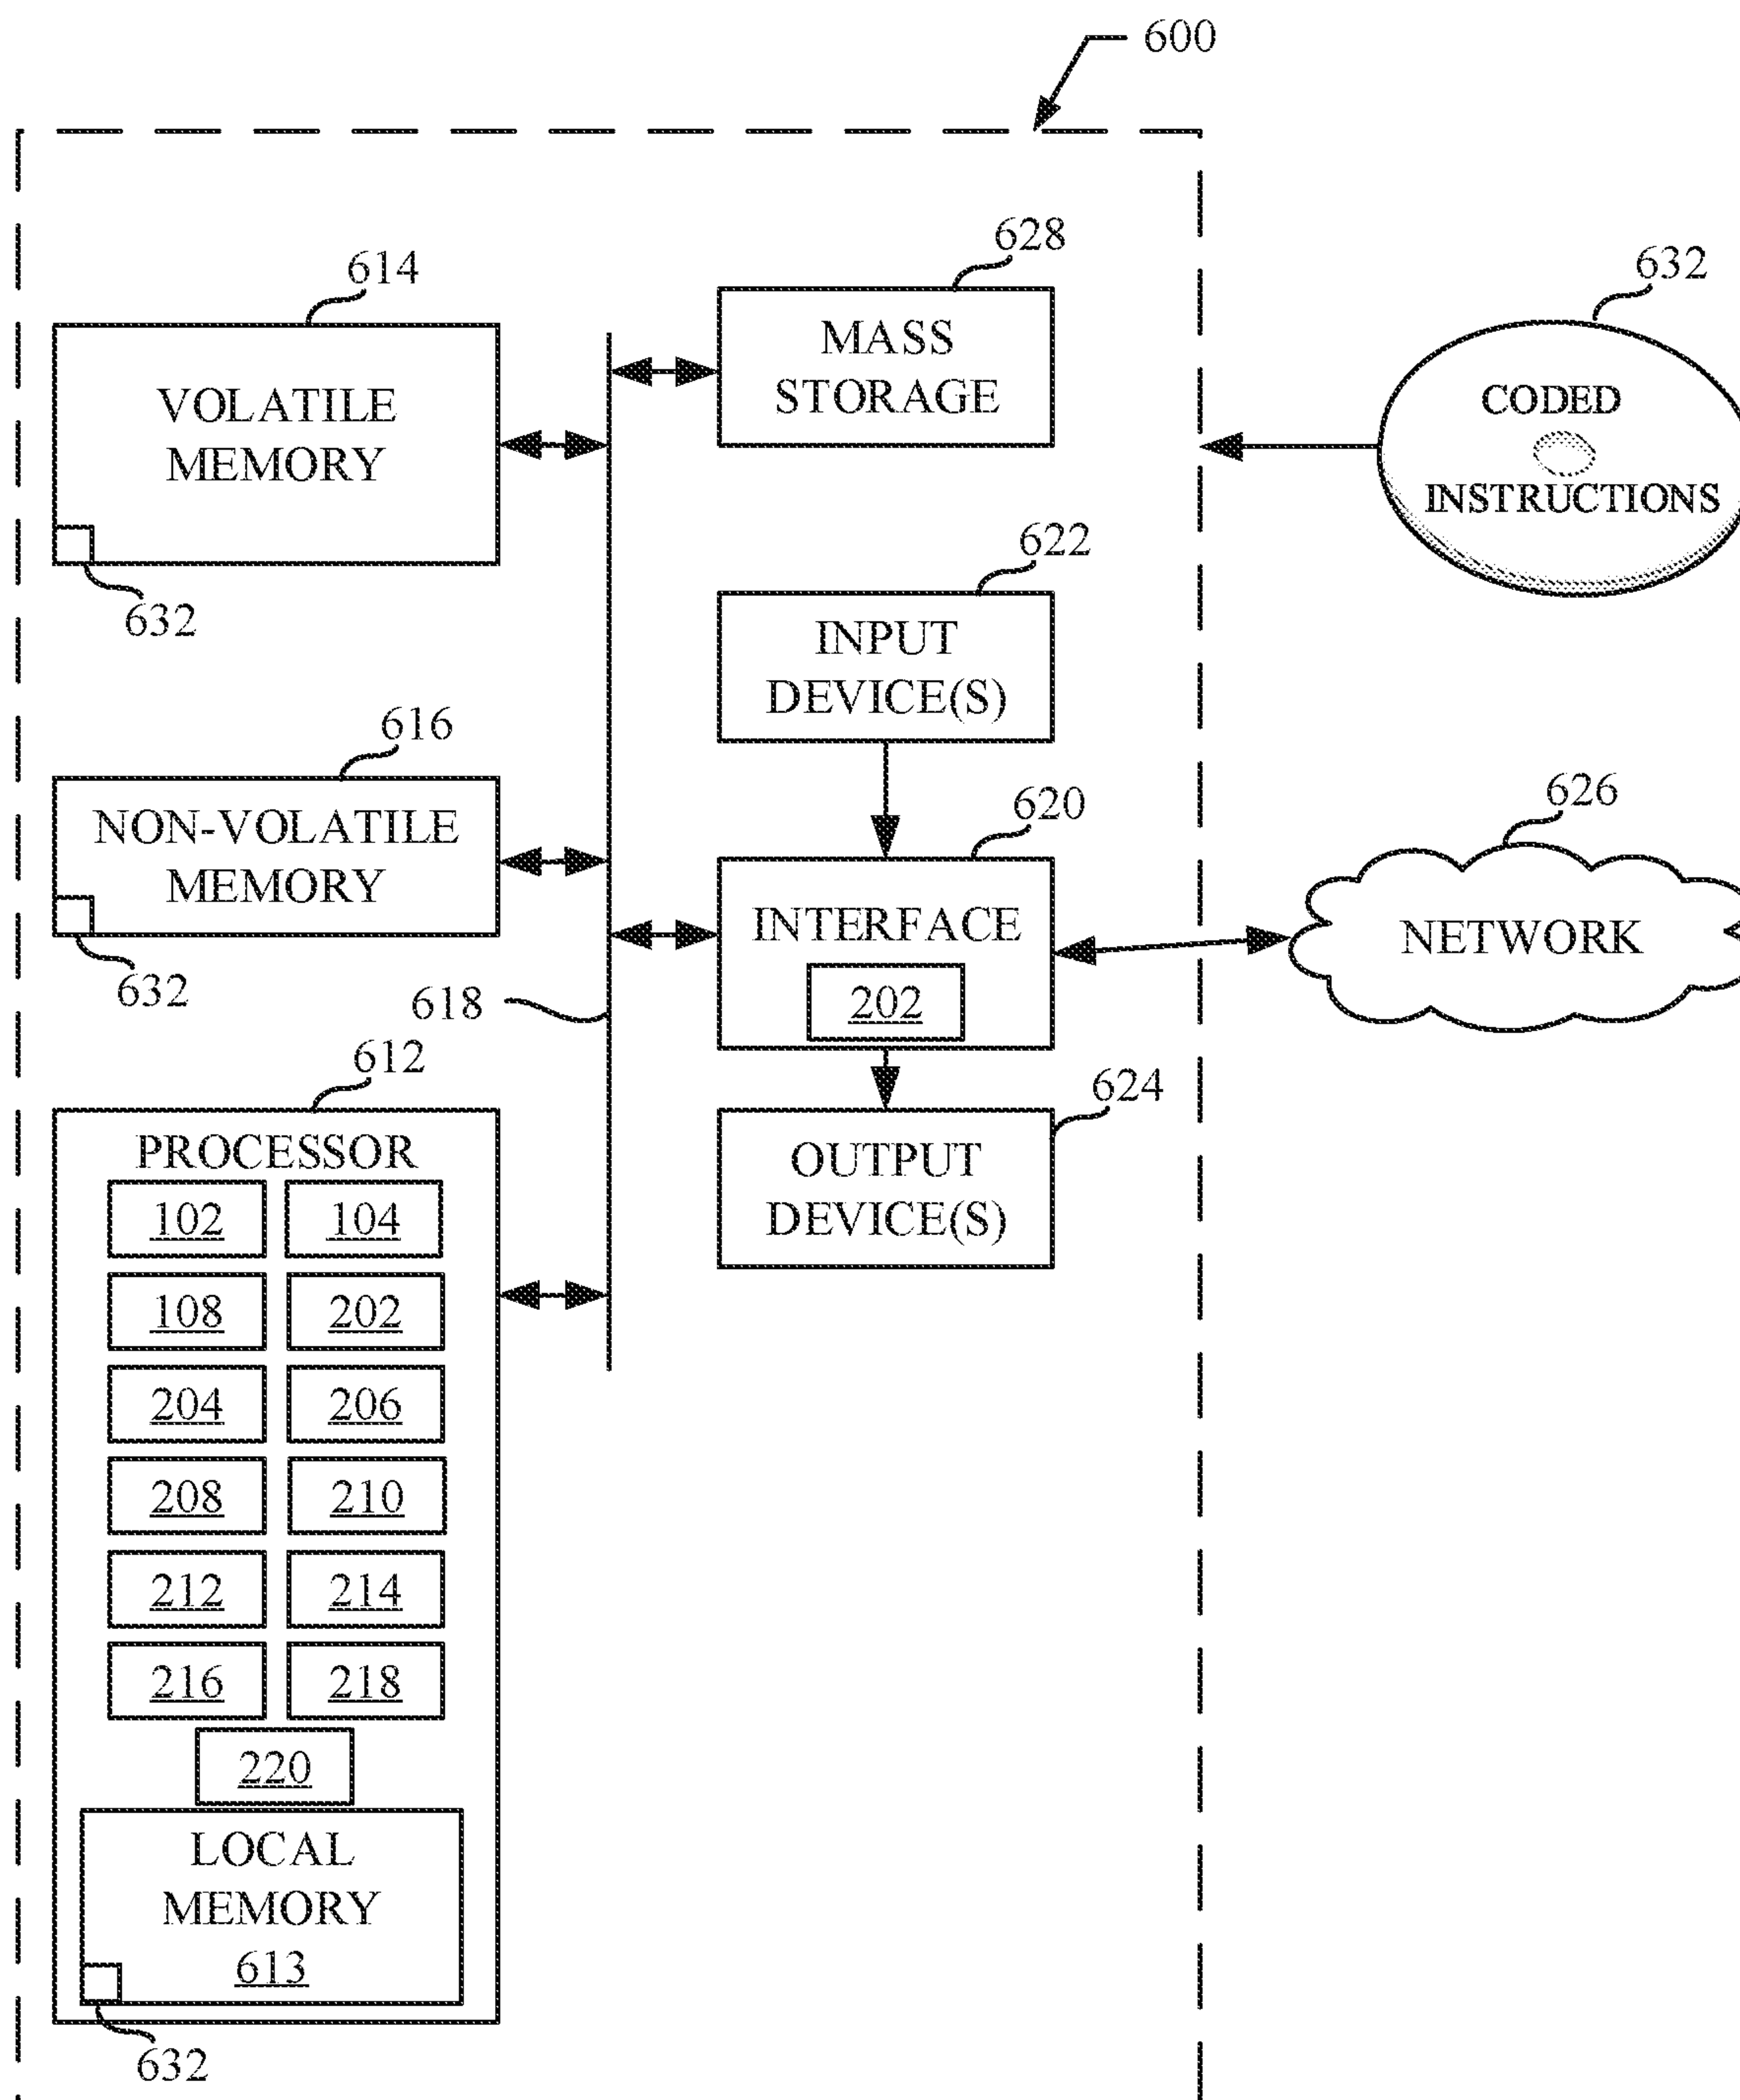 600
614
VOLATILE
MEMORY
632
628
MASS
STORAGE
632
CODED
INSTRUCTIONS
622
INPUT
DEVICE(S)
616
NON-VOLATILE
MEMORY
632
618
620
INTERFACE
202
626
NETWORK
624
OUTPUT
DEVICE(S)
612
PROCESSOR
102 104
108 202
204 206
208 210
212 214
216 218
220
LOCAL
MEMORY
613
632